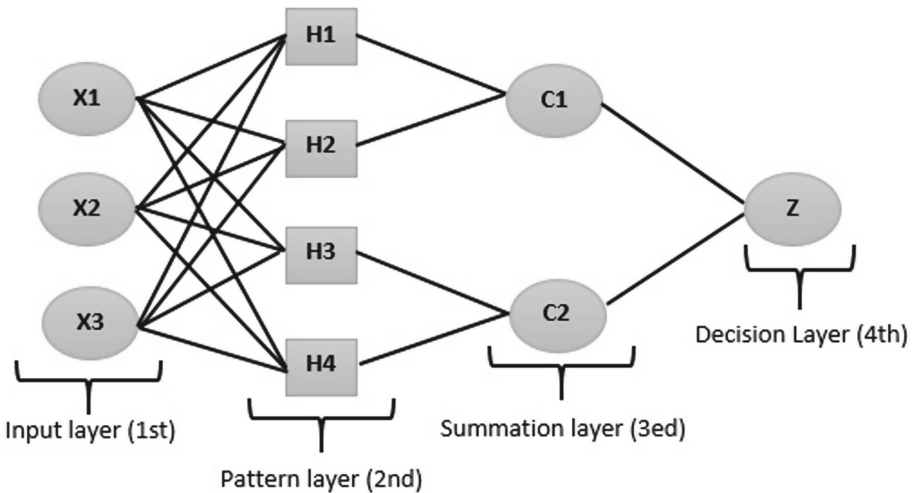 H1
X1
C1
H2
X2
Z
H3
X3
C2
Decision Layer (4th)
H4
Input layer (1st)
Summation layer (3ed)
Pattern layer (2nd)